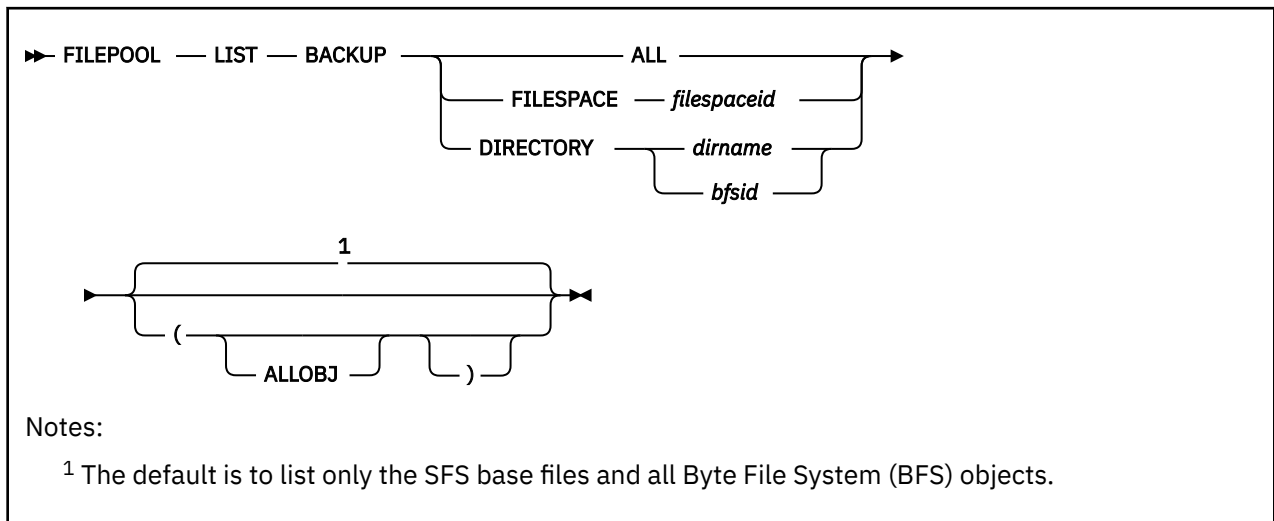 FILEPOOL LIST BACKUP ALL
FILESPACE filespaceid
DIRECTORY dirname
bfsid
1
(
ALLOBJ )
Notes:
1 The default is to list only the SFS base files and all Byte File System (BFS) objects.